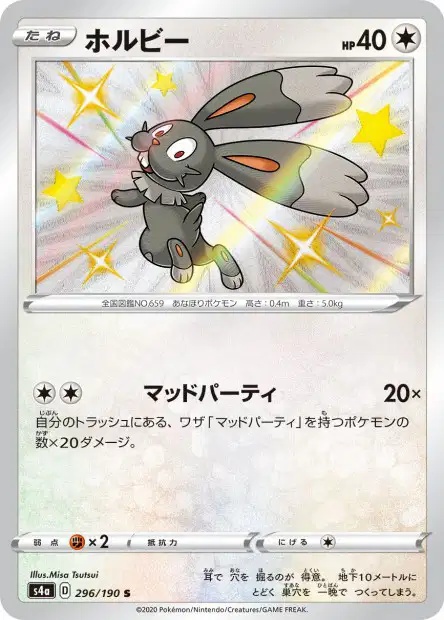 たね ホルビー HP40
全国図鑑NO.659 あなほりポケモン 高さ:0.4m 重さ:5.0kg
マッドパーティ 20×
自分のトラッシュにある、ワザ「マッドパーティ」を持つポケモンの
数×20ダメージ。
弱点 ×2 抵抗力 にげる
Illus.Misa Tsutsui
耳で 穴を 掘るのが 得意。 地下10メートルに
とどく 巣穴を 一晩で つくってしまう。
s4a D 296/190 S
©2020 Pokémon/Nintendo/Creatures/GAME FREAK.